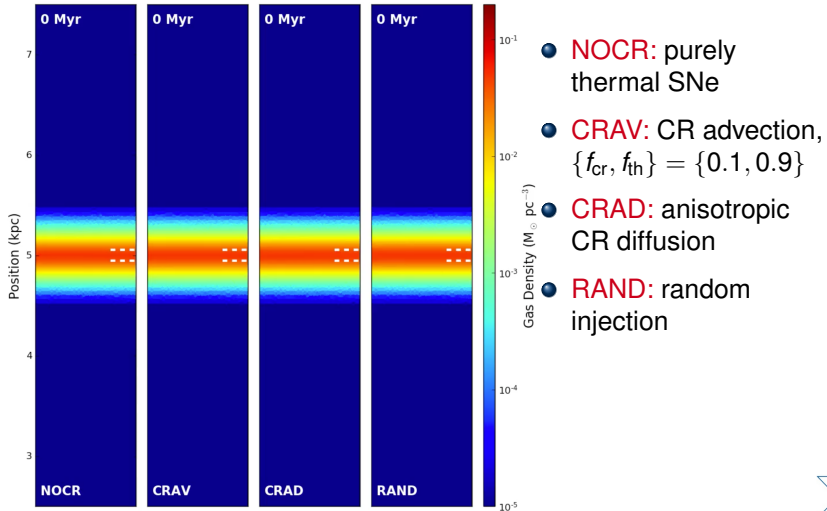 0 Myr
0 Myr
0 Myr
0 Myr
NOCR
CRAV
CRAD
RAND
7
6
5
4
3
Position (kpc)
10⁻¹
10⁻²
10⁻³
10⁻⁴
10⁻⁵
Gas Density (M⊙ pc⁻³)
NOCR: purely
thermal SNe
CRAV: CR advection,
{f_cr, f_th} = {0.1, 0.9}
CRAD: anisotropic
CR diffusion
RAND: random
injection